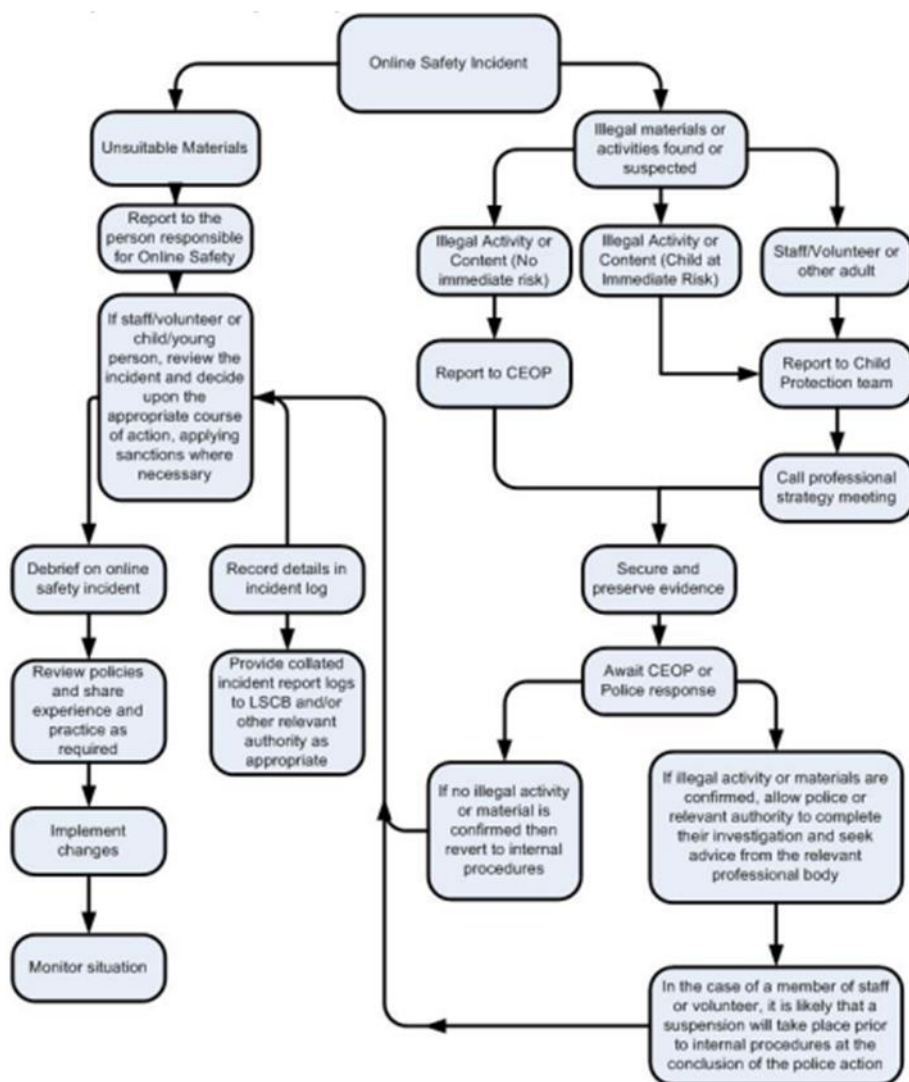 Online Safety Incident
Unsuitable Materials
Illegal materials or
activities found or
suspected
Report to the
person responsible
for Online Safety
Illegal Activity or
Content (No
immediate risk)
Illegal Activity or
Content (Child at
Immediate Risk)
Staff/Volunteer or
other adult
If staff/volunteer or
child/young
person, review the
incident and decide
upon the
appropriate course
of action, applying
sanctions where
necessary
Report to CEOP
Report to Child
Protection team
Call professional
strategy meeting
Debrief on online
safety incident
Record details in
incident log
Secure and
preserve evidence
Review policies
and share
experience and
practice as
required
Provide collated
incident report logs
to LSCB and/or
other relevant
authority as
appropriate
Await CEOP or
Police response
If no illegal activity
or material is
confirmed then
revert to internal
procedures
If illegal activity or materials are
confirmed, allow police or
relevant authority to complete
their investigation and seek
advice from the relevant
professional body
Implement
changes
Monitor situation
In the case of a member of staff
or volunteer, it is likely that a
suspension will take place prior
to internal procedures at the
conclusion of the police action